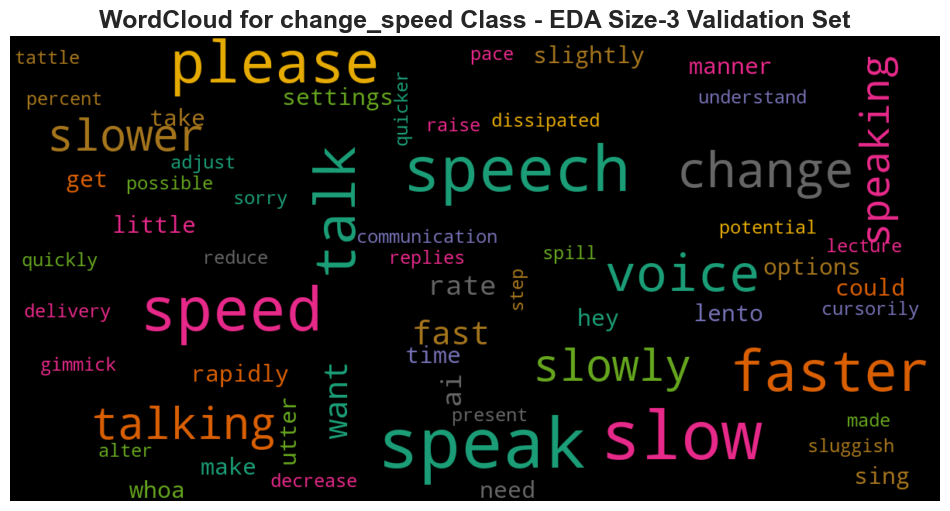 WordCloud for change_speed Class - EDA Size-3 Validation Set
tattle
please
pace
slightly
manner
speaking
percent
settings
quicker
understand
slower
take
raise
dissipated
adjust
speech
change
get
possible
talk
sorry
little
communication
potential
quickly
reduce
replies
spill
voice
options
lecture
delivery
speed
rate
step
could
hey
lento
cursorily
fast
time
gimmick
rapidly
want
ai
slowly
faster
talking
utter
present
made
alter
speak
slow
sluggish
make
decrease
sing
whoa
need